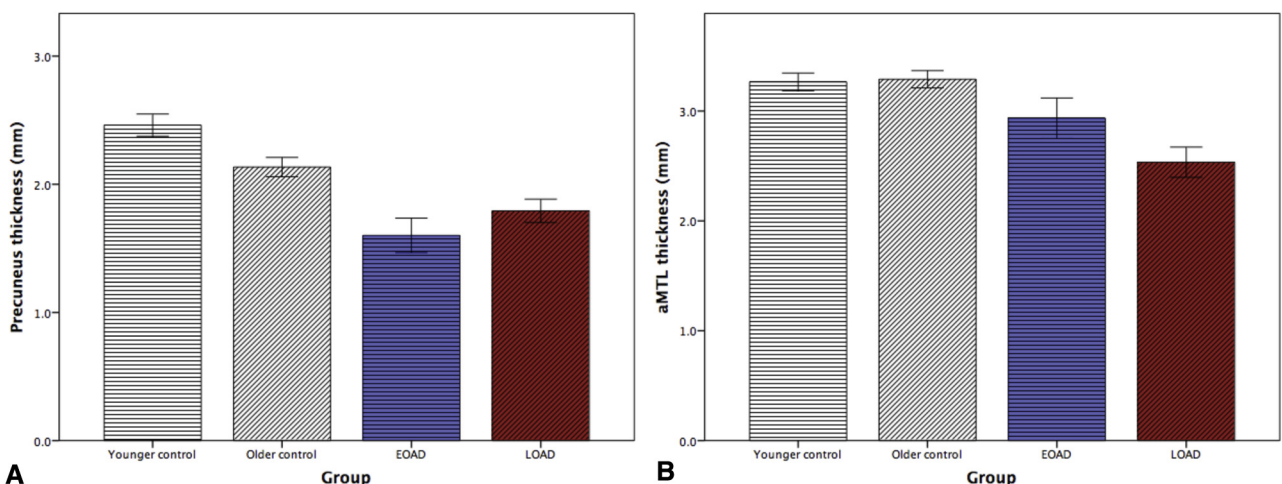 Precuneus thickness (mm)
3.0
2.0
1.0
0.0
Younger control
Older control
EOAD
LOAD
Group
A
aMTL thickness (mm)
3.0
2.0
1.0
0.0
Younger control
Older control
EOAD
LOAD
Group
B